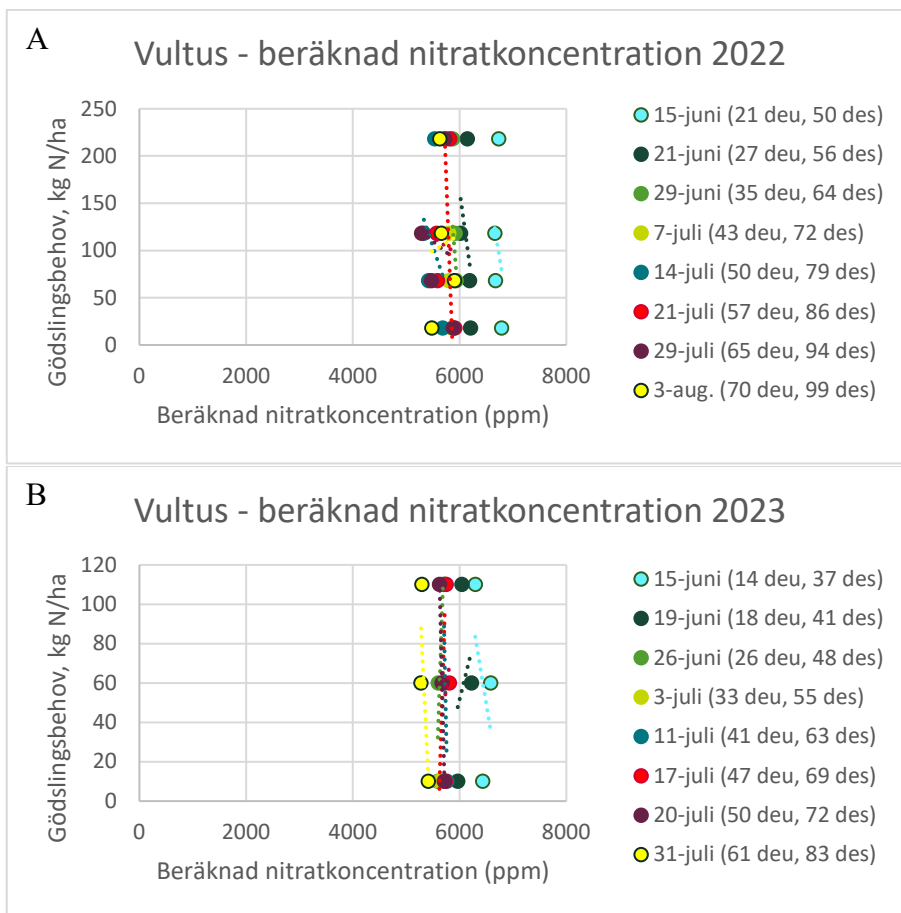 A
Vultus - beräknad nitratkoncentration 2022
Gödslingsbehov, kg N/ha
250
200
150
100
50
0
0 2000 4000 6000 8000
Beräknad nitratkoncentration (ppm)
15-juni (21 deu, 50 des)
21-juni (27 deu, 56 des)
29-juni (35 deu, 64 des)
7-juli (43 deu, 72 des)
14-juli (50 deu, 79 des)
21-juli (57 deu, 86 des)
29-juli (65 deu, 94 des)
3-aug. (70 deu, 99 des)
B
Vultus - beräknad nitratkoncentration 2023
Gödslingsbehov, kg N/ha
120
100
80
60
40
20
0
0 2000 4000 6000 8000
Beräknad nitratkoncentration (ppm)
15-juni (14 deu, 37 des)
19-juni (18 deu, 41 des)
26-juni (26 deu, 48 des)
3-juli (33 deu, 55 des)
11-juli (41 deu, 63 des)
17-juli (47 deu, 69 des)
20-juli (50 deu, 72 des)
31-juli (61 deu, 83 des)